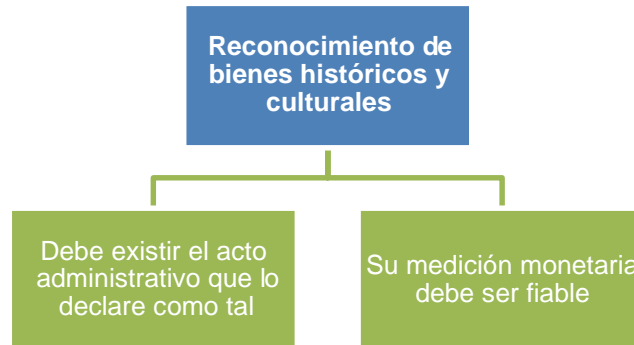 Reconocimiento de
bienes históricos y
culturales
Debe existir el acto
administrativo que lo
declare como tal
Su medición monetaria
debe ser fiable